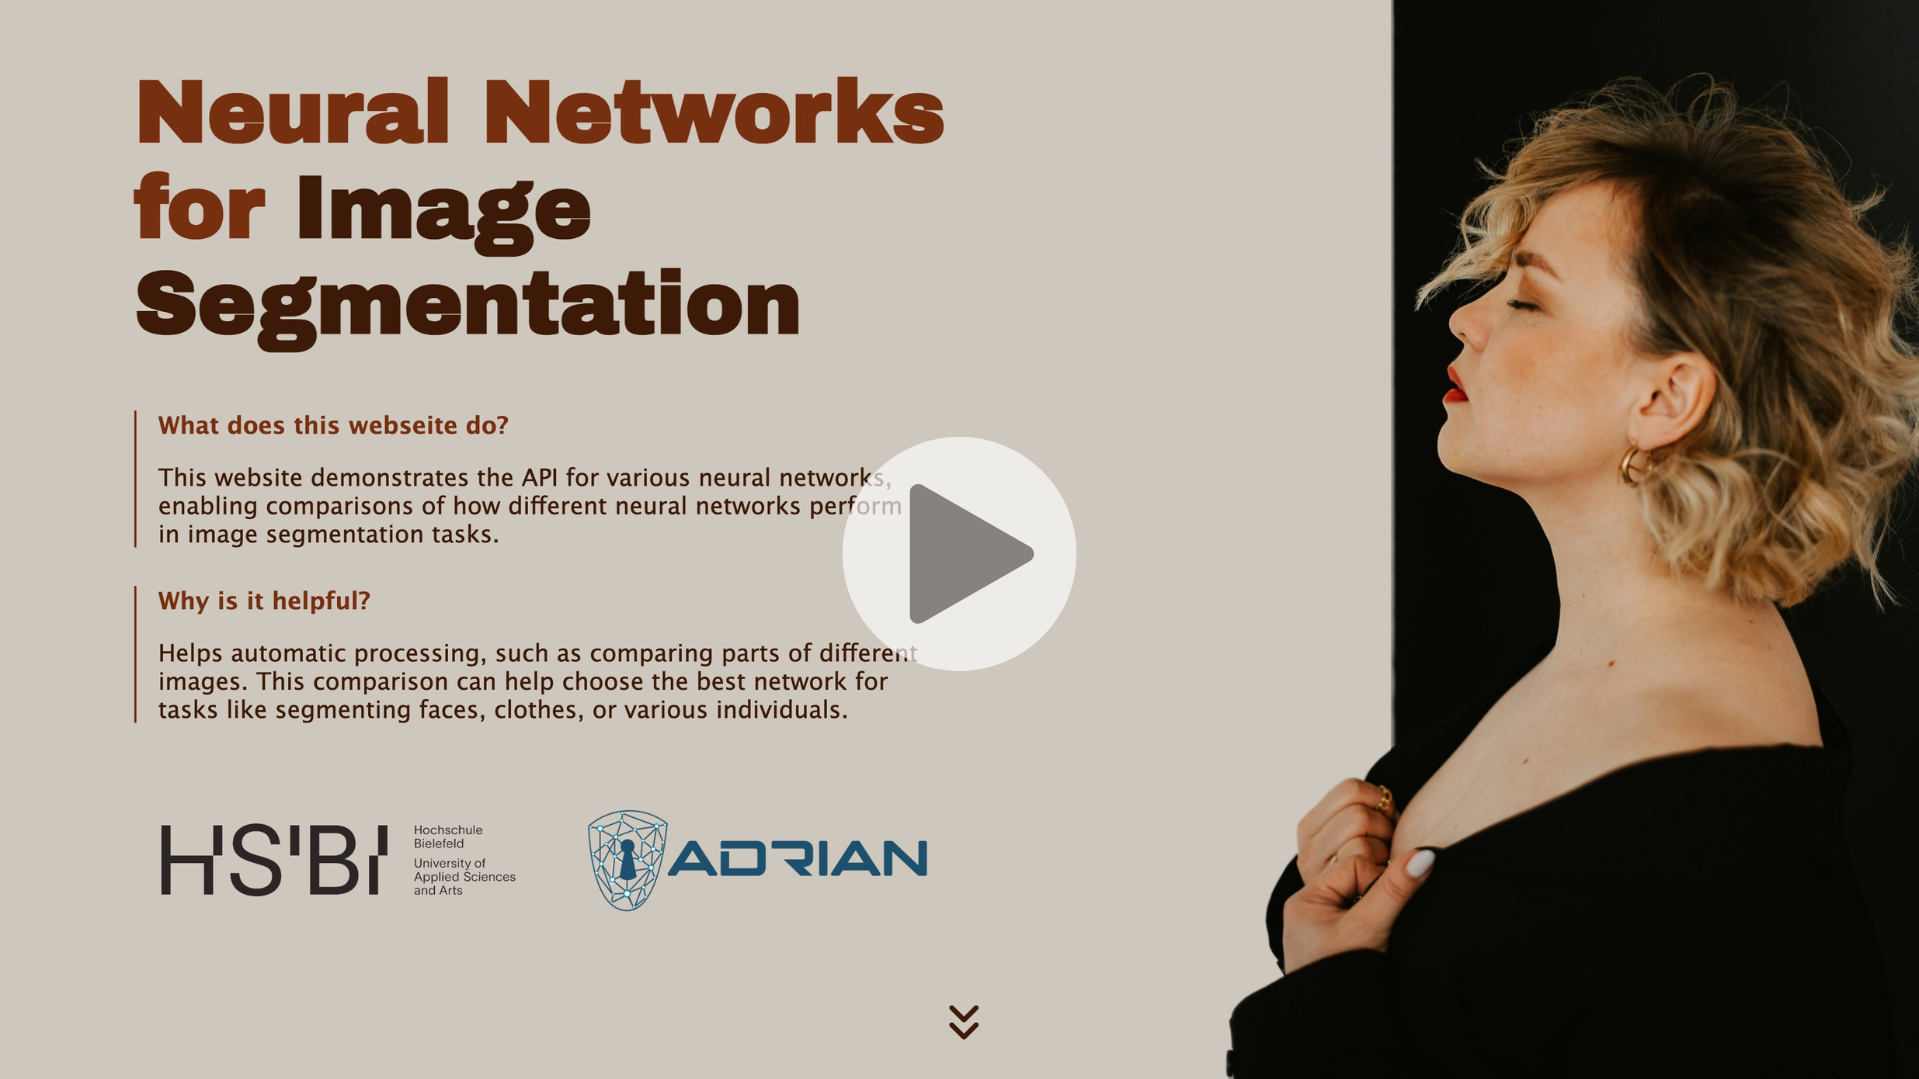 Neural Networks
for Image
Segmentation
What does this webseite do?
This website demonstrates the API for various neural networks,
enabling comparisons of how different neural networks perform
in image segmentation tasks.
Why is it helpful?
Helps automatic processing, such as comparing parts of different
images. This comparison can help choose the best network for
tasks like segmenting faces, clothes, or various individuals.
HSBI
Hochschule
Bielefeld
University of
Applied Sciences
and Arts
ADRIAN